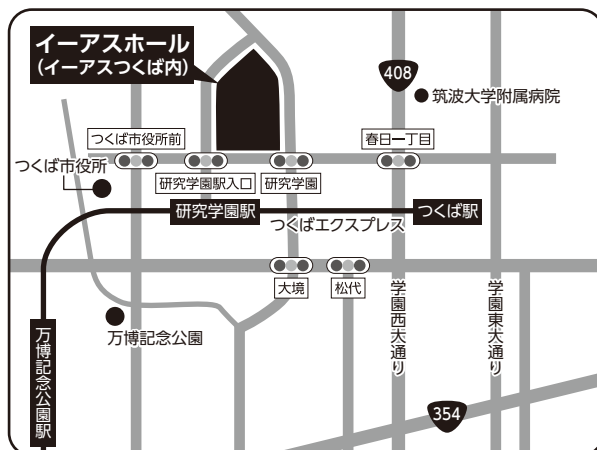 イーアスホール
(イーアスつくば内)
408
筑波大学附属病院
つくば市役所前
春日一丁目
つくば市役所
研究学園駅入口
研究学園
研究学園駅
つくばエクスプレス
つくば駅
大境
松代
学園西大通り
学園東大通り
万博記念公園
万博記念公園駅
354